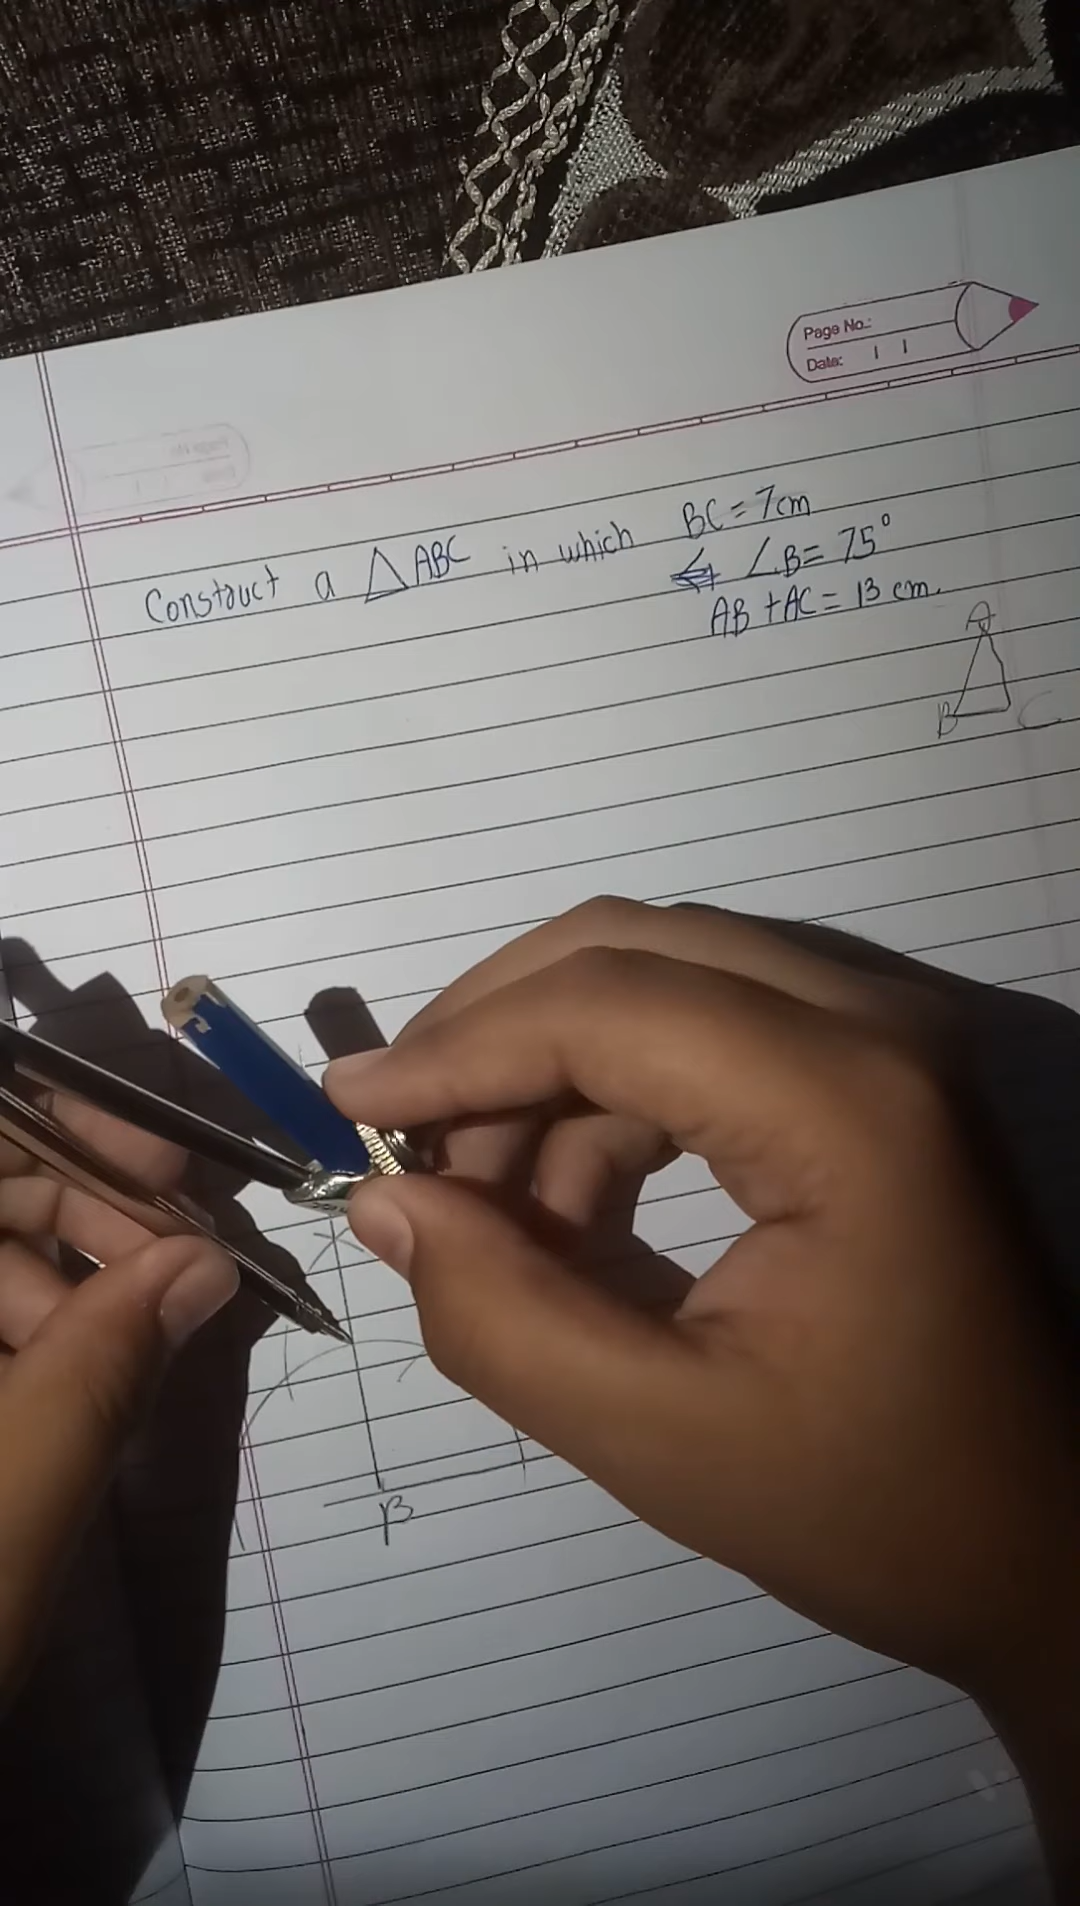 Page No.:
Date:
Construct a △ ABC in which BC = 7cm
∠B = 75°
AB + AC = 13 cm.
A
B C
B